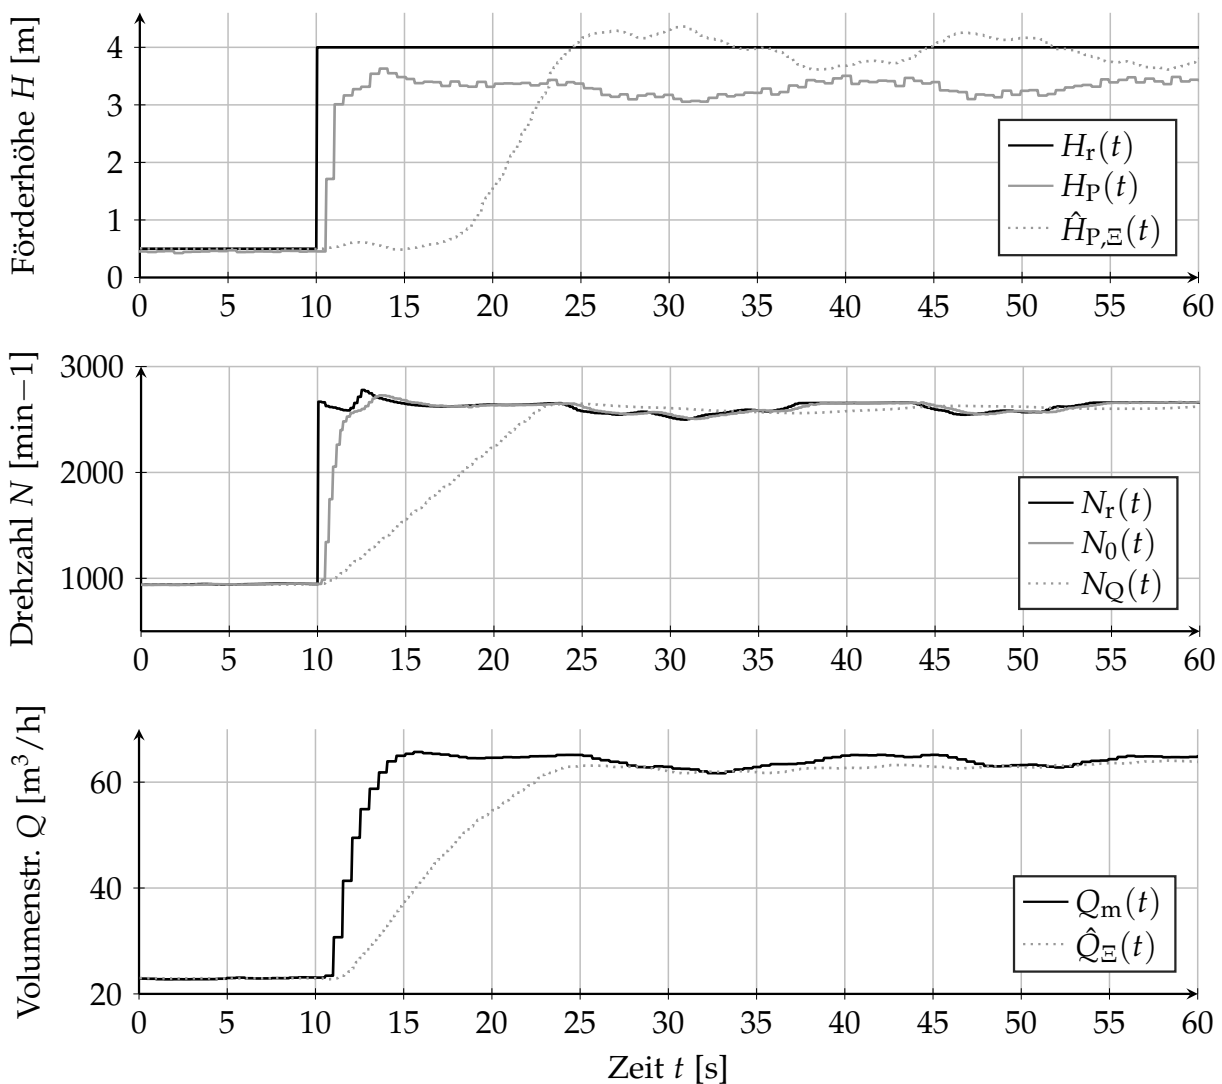 Förderhöhe H [m]
4
3
2
1
0
H_r(t)
H_P(t)
Ĥ_P,Ξ(t)
0 5 10 15 20 25 30 35 40 45 50 55 60
Drehzahl N [min−1]
3000
2000
1000
N_r(t)
N_0(t)
N_Q(t)
0 5 10 15 20 25 30 35 40 45 50 55 60
Volumenstr. Q [m³/h]
60
40
20
Q_m(t)
Q̂_Ξ(t)
0 5 10 15 20 25 30 35 40 45 50 55 60
Zeit t [s]